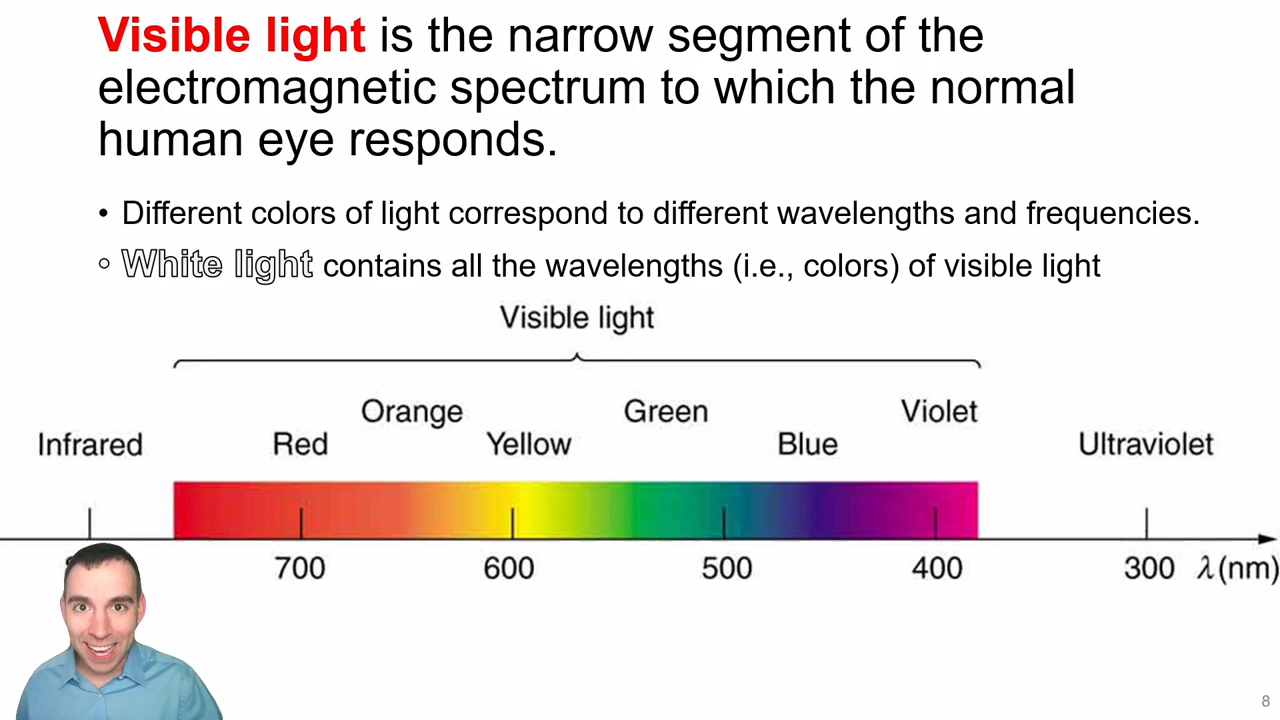 Visible light is the narrow segment of the
electromagnetic spectrum to which the normal
human eye responds.
• Different colors of light correspond to different wavelengths and frequencies.
◦ White light contains all the wavelengths (i.e., colors) of visible light
Visible light
Orange Green Violet
Infrared Red Yellow Blue Ultraviolet
700 600 500 400 300 λ(nm)
8